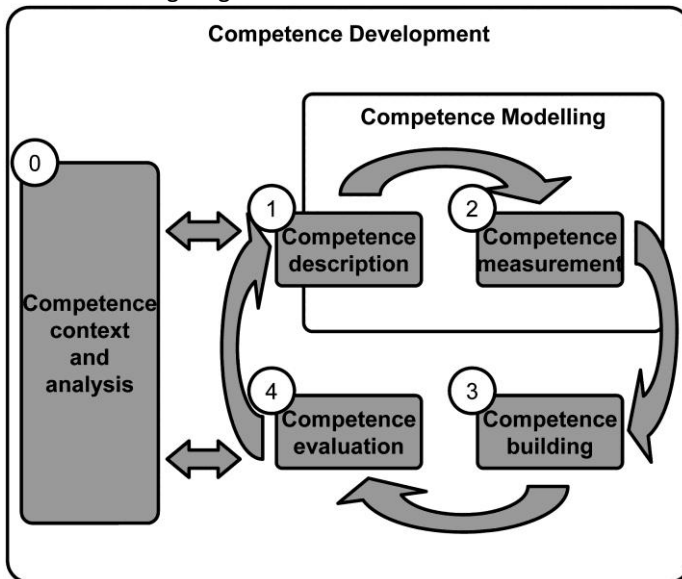 Competence Development
Competence Modelling
0
Competence
context
and
analysis
1
Competence
description
2
Competence
measurement
4
Competence
evaluation
3
Competence
building